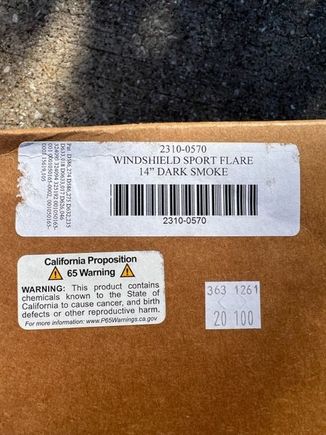 2310-0570
WINDSHIELD SPORT FLARE
14” DARK SMOKE
2310-0570
California Proposition
65 Warning
WARNING: This product contains
chemicals known to the State of
California to cause cancer, and birth
defects or other reproductive harm.
For more information: www.P65Warnings.ca.gov
363 1261
20 100